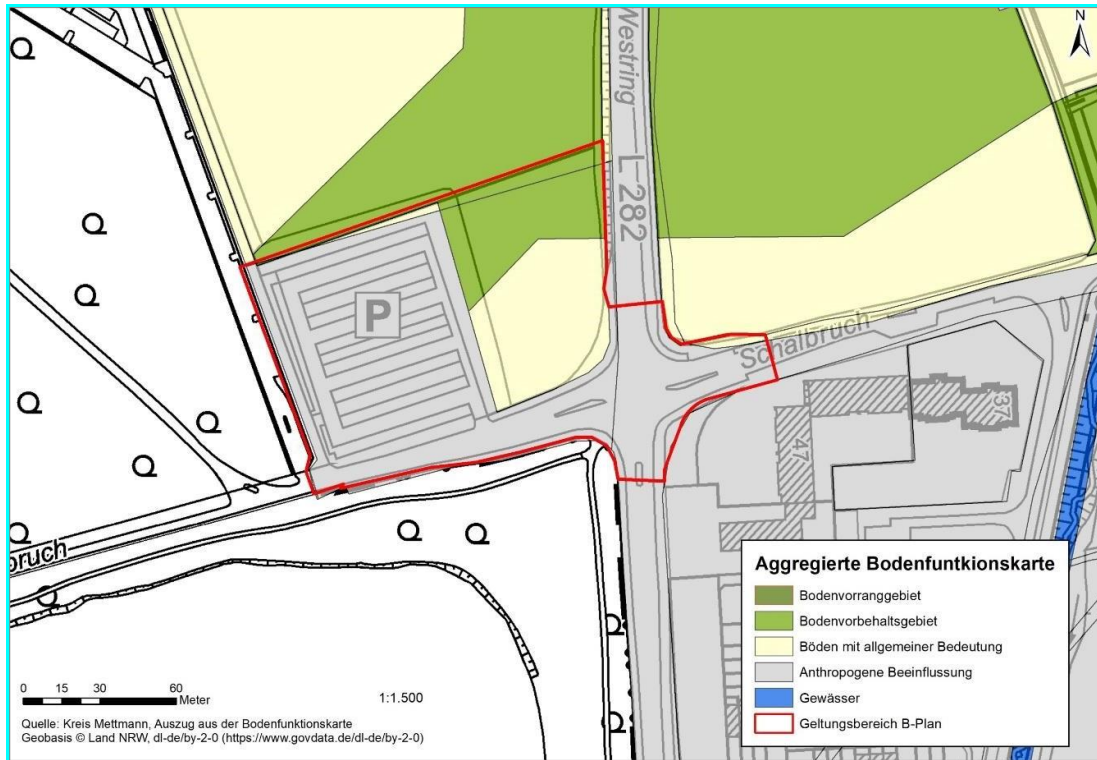 N
Westring
L 282
P
Schalbruch
37
47
bruch
Aggregierte Bodenfuntkionskarte
Bodenvorranggebiet
Bodenvorbehaltsgebiet
Böden mit allgemeiner Bedeutung
Anthropogene Beeinflussung
Gewässer
Geltungsbereich B-Plan
0 15 30 60
Meter
1:1.500
Quelle: Kreis Mettmann, Auszug aus der Bodenfunktionskarte
Geobasis © Land NRW, dl-de/by-2-0 (https://www.govdata.de/dl-de/by-2-0)